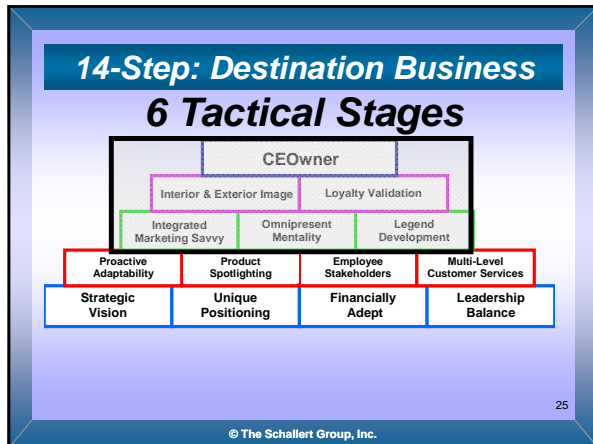 14-Step: Destination Business
6 Tactical Stages
CEOwner
Interior & Exterior Image
Loyalty Validation
Integrated
Marketing Savvy
Omnipresent
Mentality
Legend
Development
Proactive
Adaptability
Product
Spotlighting
Employee
Stakeholders
Multi-Level
Customer Services
Strategic
Vision
Unique
Positioning
Financially
Adept
Leadership
Balance
25
© The Schallert Group, Inc.